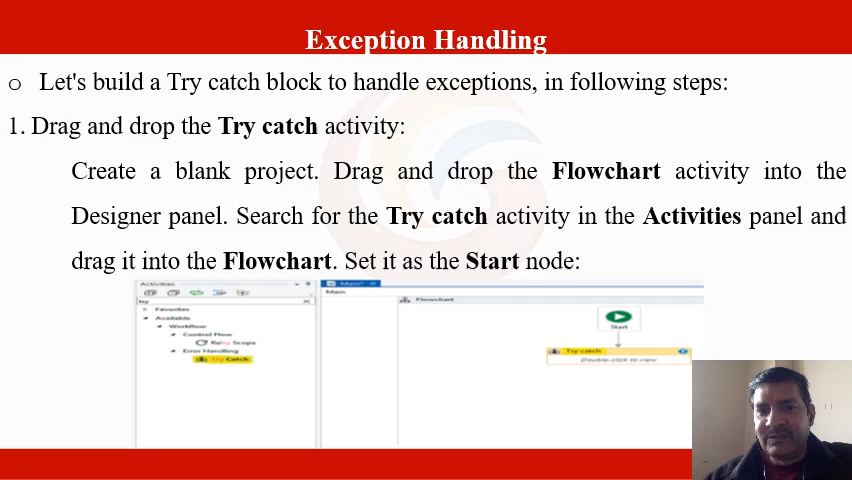 Exception Handling
o Let's build a Try catch block to handle exceptions, in following steps:
1. Drag and drop the Try catch activity:
Create a blank project. Drag and drop the Flowchart activity into the
Designer panel. Search for the Try catch activity in the Activities panel and
drag it into the Flowchart. Set it as the Start node:
Activities
try
Favorites
Available
Workflow
Control Flow
Retry Scope
Error Handling
Try Catch
Main*
Main
Flowchart
Start
Try catch
Double-click to view